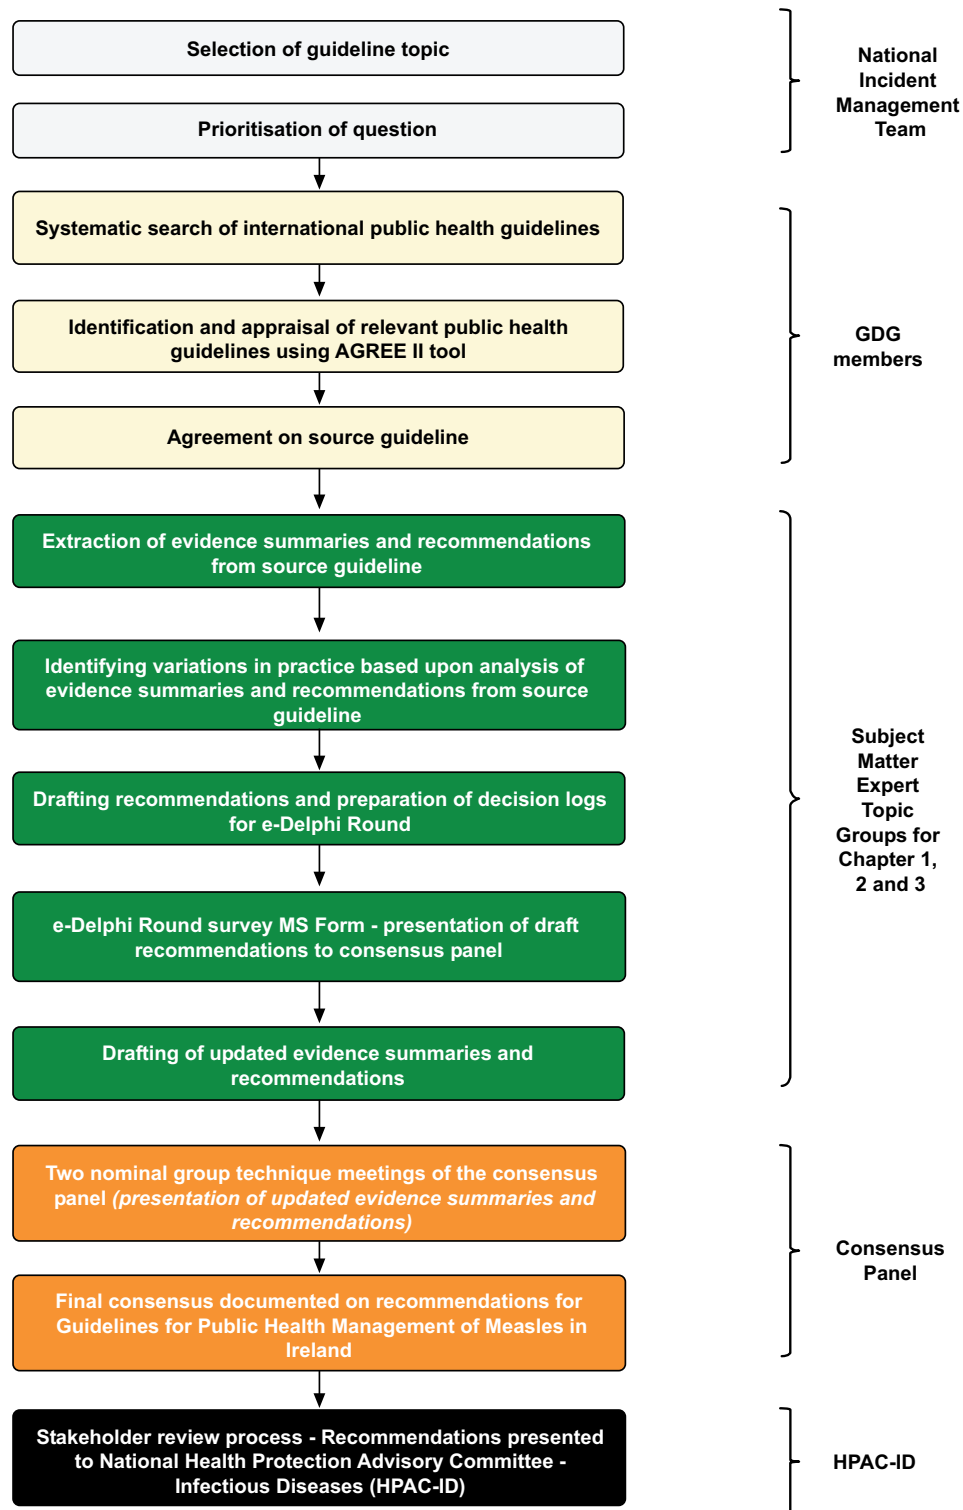 Selection of guideline topic
Prioritisation of question
National
Incident
Management
Team
Systematic search of international public health guidelines
Identification and appraisal of relevant public health
guidelines using AGREE II tool
Agreement on source guideline
GDG
members
Extraction of evidence summaries and recommendations
from source guideline
Identifying variations in practice based upon analysis of
evidence summaries and recommendations from source
guideline
Drafting recommendations and preparation of decision logs
for e-Delphi Round
e-Delphi Round survey MS Form - presentation of draft
recommendations to consensus panel
Drafting of updated evidence summaries and
recommendations
Subject
Matter
Expert
Topic
Groups for
Chapter 1,
2 and 3
Two nominal group technique meetings of the consensus
panel (presentation of updated evidence summaries and
recommendations)
Final consensus documented on recommendations for
Guidelines for Public Health Management of Measles in
Ireland
Consensus
Panel
Stakeholder review process - Recommendations presented
to National Health Protection Advisory Committee -
Infectious Diseases (HPAC-ID)
HPAC-ID